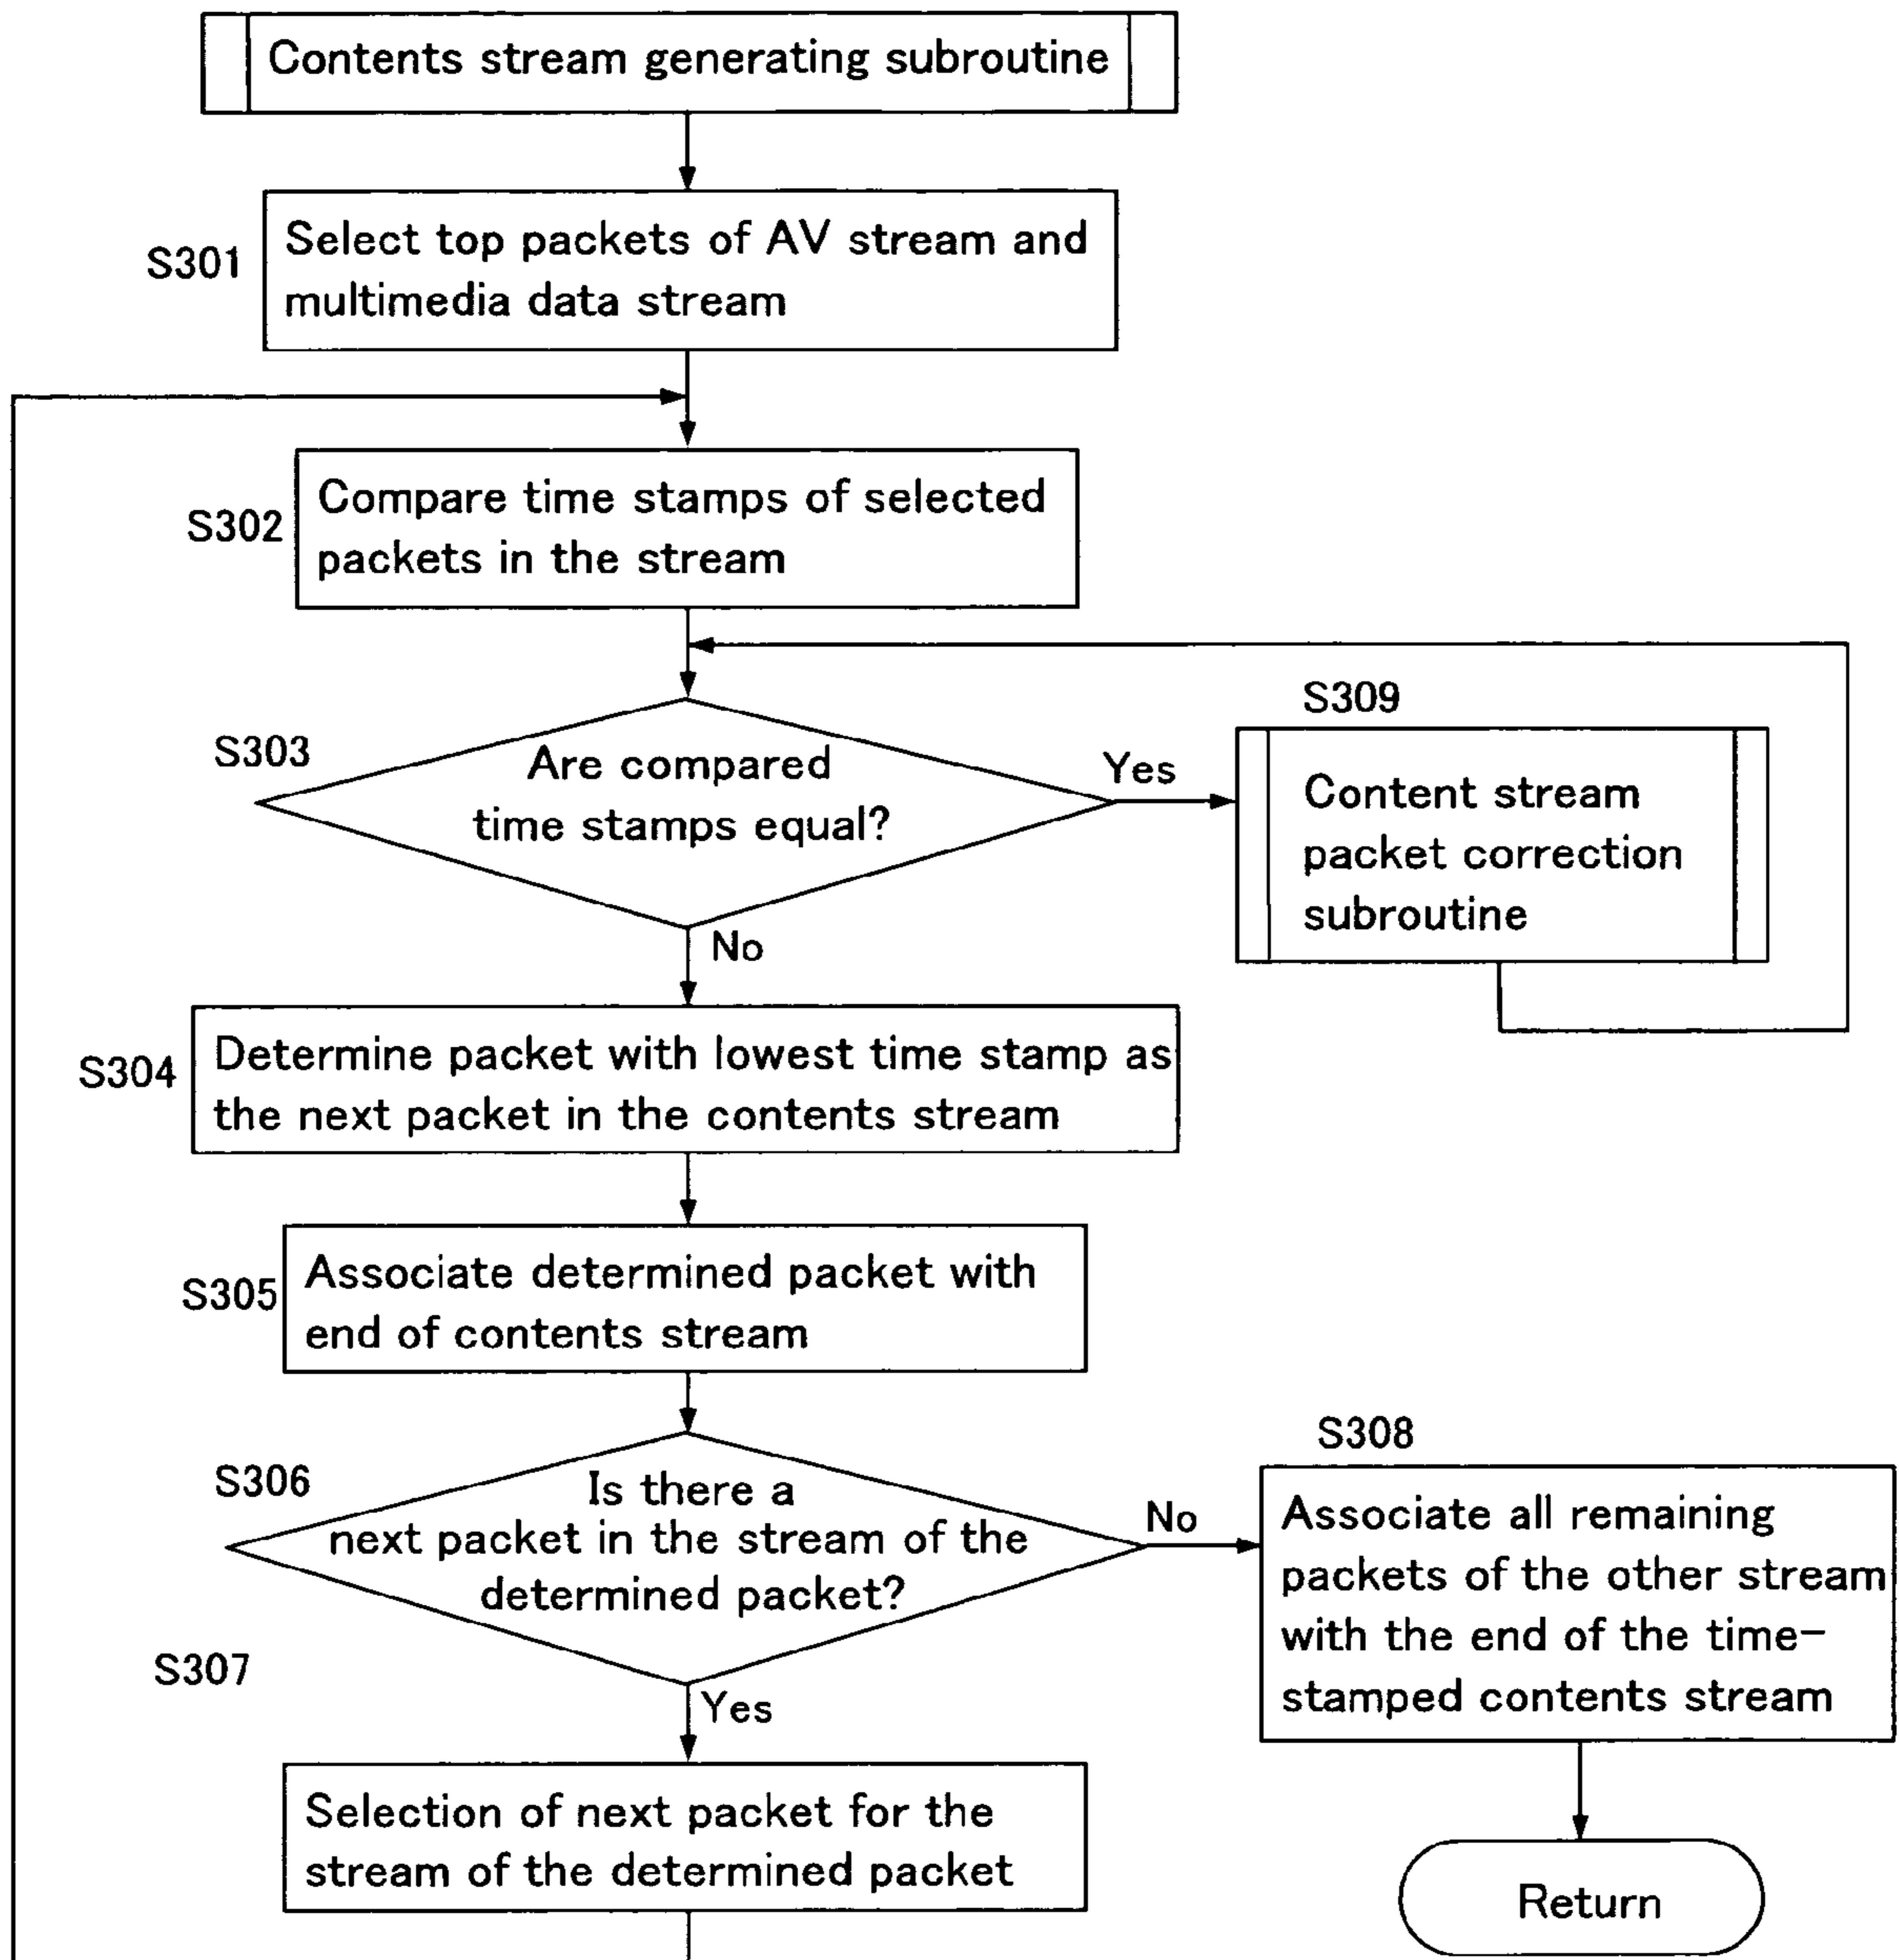 Contents stream generating subroutine
S301
Select top packets of AV stream and
multimedia data stream
S302
Compare time stamps of selected
packets in the stream
S303
Are compared
time stamps equal?
Yes
No
S309
Content stream
packet correction
subroutine
S304
Determine packet with lowest time stamp as
the next packet in the contents stream
S305
Associate determined packet with
end of contents stream
S306
Is there a
next packet in the stream of the
determined packet?
No
Yes
S308
Associate all remaining
packets of the other stream
with the end of the time-
stamped contents stream
S307
Selection of next packet for the
stream of the determined packet
Return